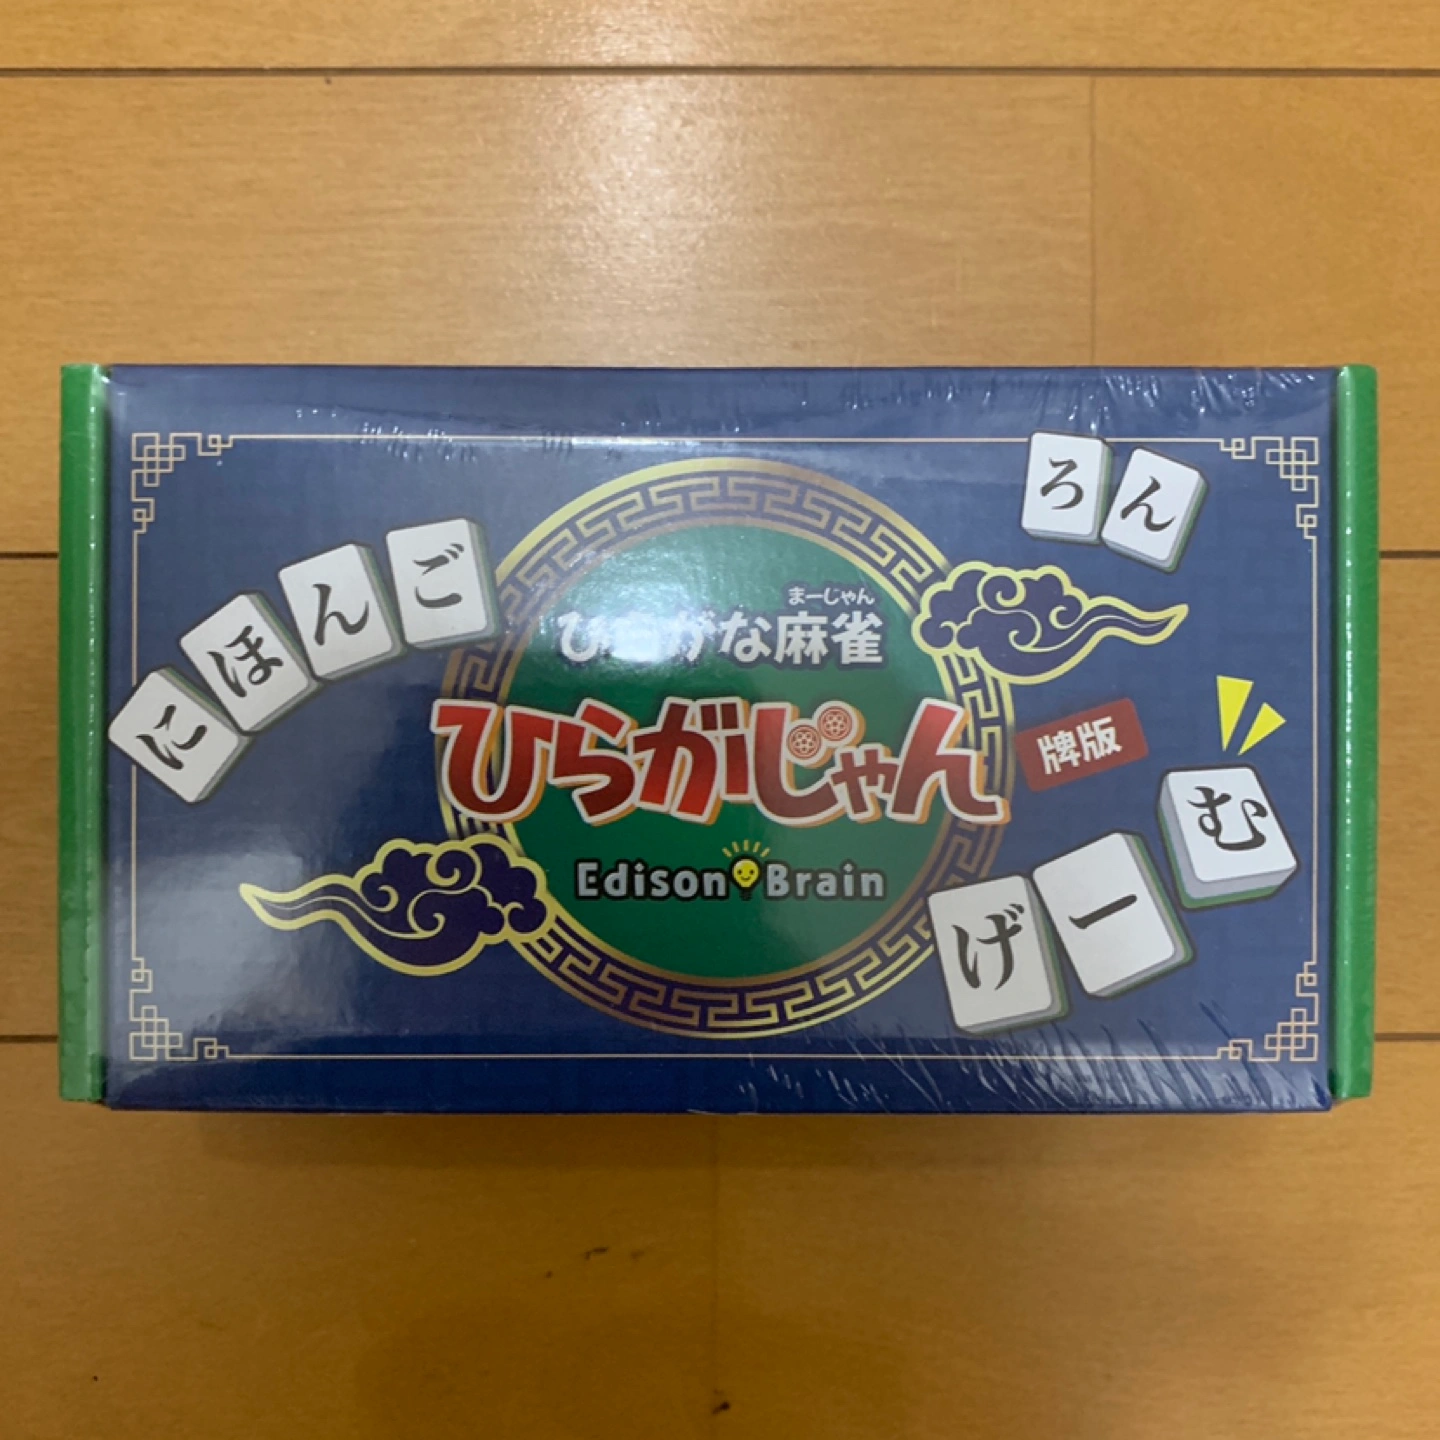 にほんご
ろん
まーじゃん
ひらがな麻雀
ひらがじゃん
牌版
Edison Brain
げーむ